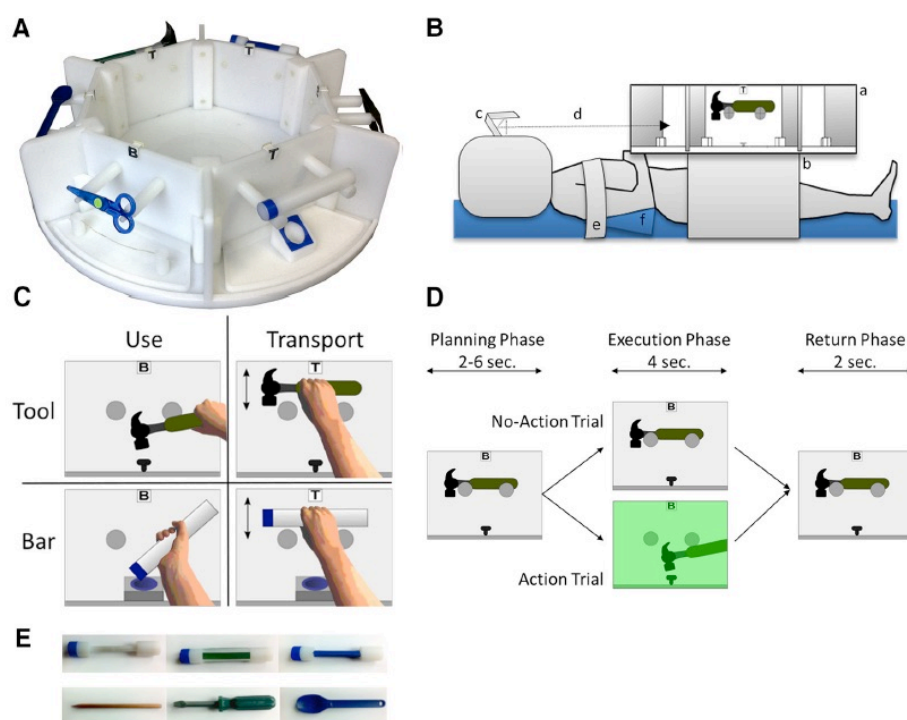 A
T
T
B
T
B
a
T
c
d
b
e
f
C
Use
Transport
Tool
B
T
Bar
B
T
D
Planning Phase
Execution Phase
Return Phase
2-6 sec.
4 sec.
2 sec.
No-Action Trial
B
B
B
B
Action Trial
E